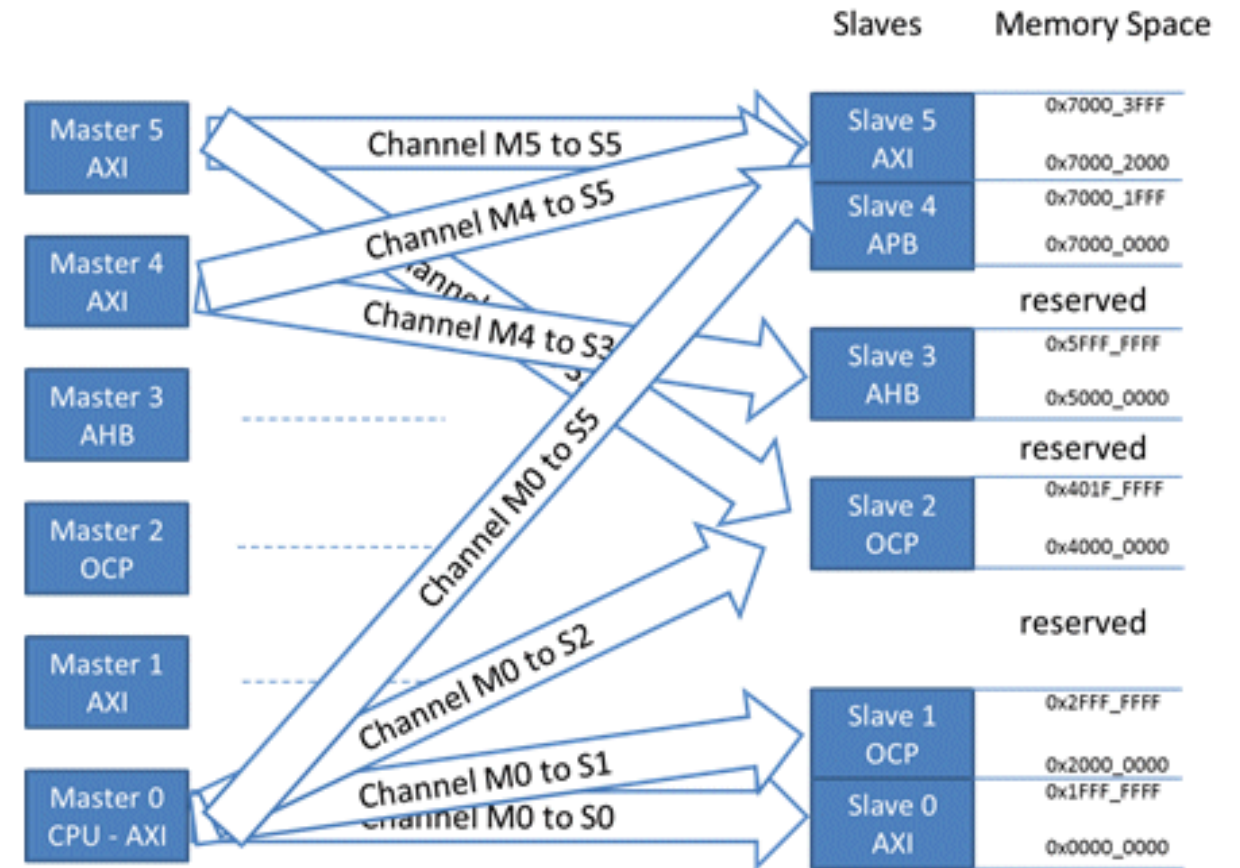 Slaves Memory Space
Master 5
AXI
Master 4
AXI
Master 3
AHB
Master 2
OCP
Master 1
AXI
Master 0
CPU - AXI
Channel M5 to S5
Channel M4 to S5
Channel M4 to S3
Channel M0 to S5
Channel M0 to S2
Channel M0 to S1
Channel M0 to S0
Slave 5
AXI
0x7000_3FFF
0x7000_2000
Slave 4
APB
0x7000_1FFF
0x7000_0000
reserved
Slave 3
AHB
0x5FFF_FFFF
0x5000_0000
reserved
Slave 2
OCP
0x401F_FFFF
0x4000_0000
reserved
Slave 1
OCP
0x2FFF_FFFF
0x2000_0000
Slave 0
AXI
0x1FFF_FFFF
0x0000_0000